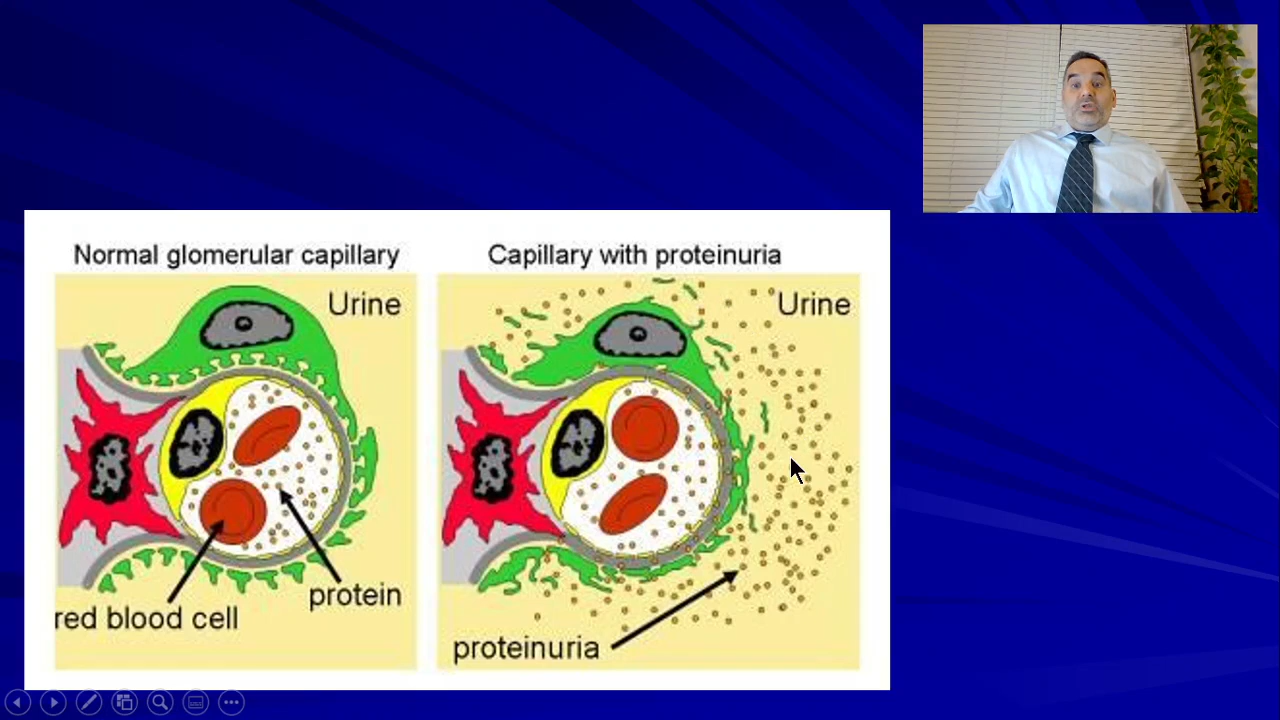 Normal glomerular capillary
Capillary with proteinuria
Urine
Urine
protein
red blood cell
proteinuria